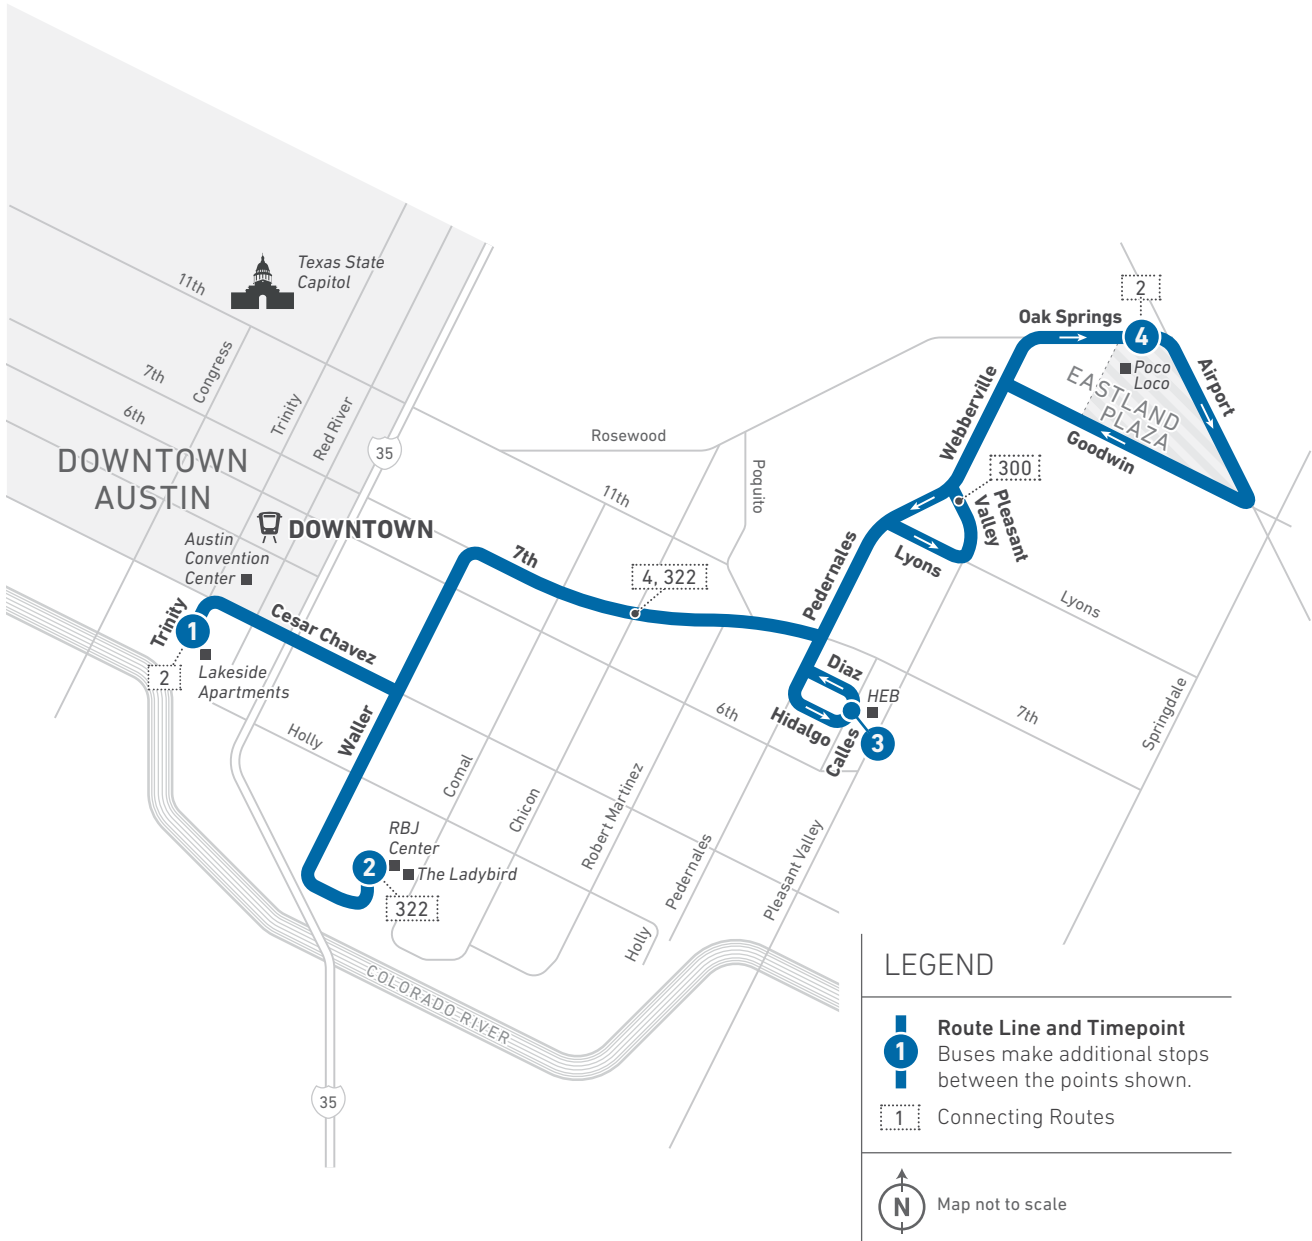 Texas State
Capitol
11th
7th
6th
Congress
Trinity
Red River
35
DOWNTOWN
AUSTIN
DOWNTOWN
Austin
Convention
Center
Trinity
1
2
Lakeside
Apartments
Cesar Chavez
Holly
Waller
RBJ
Center
2
The Ladybird
322
COLORADO RIVER
35
7th
4, 322
11th
Rosewood
Poquito
Comal
Chicon
Robert Martinez
6th
Pedernales
Holly
Pleasant Valley
Pedernales
Diaz
Hidalgo
Calles
HEB
3
7th
Springdale
Lyons
Lyons
Pleasant
Valley
300
Webberville
Oak Springs
2
4
Poco
Loco
EASTLAND
PLAZA
Airport
Goodwin
LEGEND
1
Route Line and Timepoint
Buses make additional stops
between the points shown.
1
Connecting Routes
N
Map not to scale